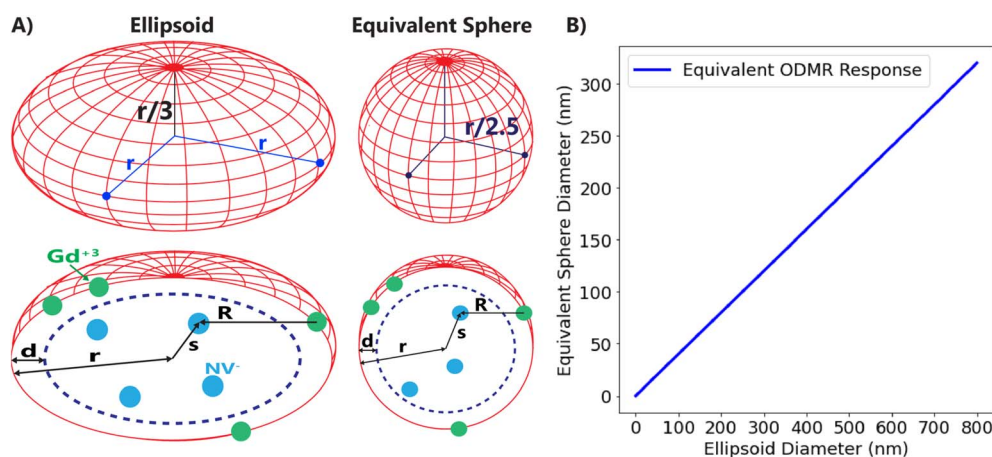 A)
Ellipsoid
Equivalent Sphere
r/3
r
r
r/2.5
Gd⁺³
R
s
d
r
NV⁻
R
s
d
r
B)
Equivalent ODMR Response
Equivalent Sphere Diameter (nm)
300
250
200
150
100
50
0
0 100 200 300 400 500 600 700 800
Ellipsoid Diameter (nm)